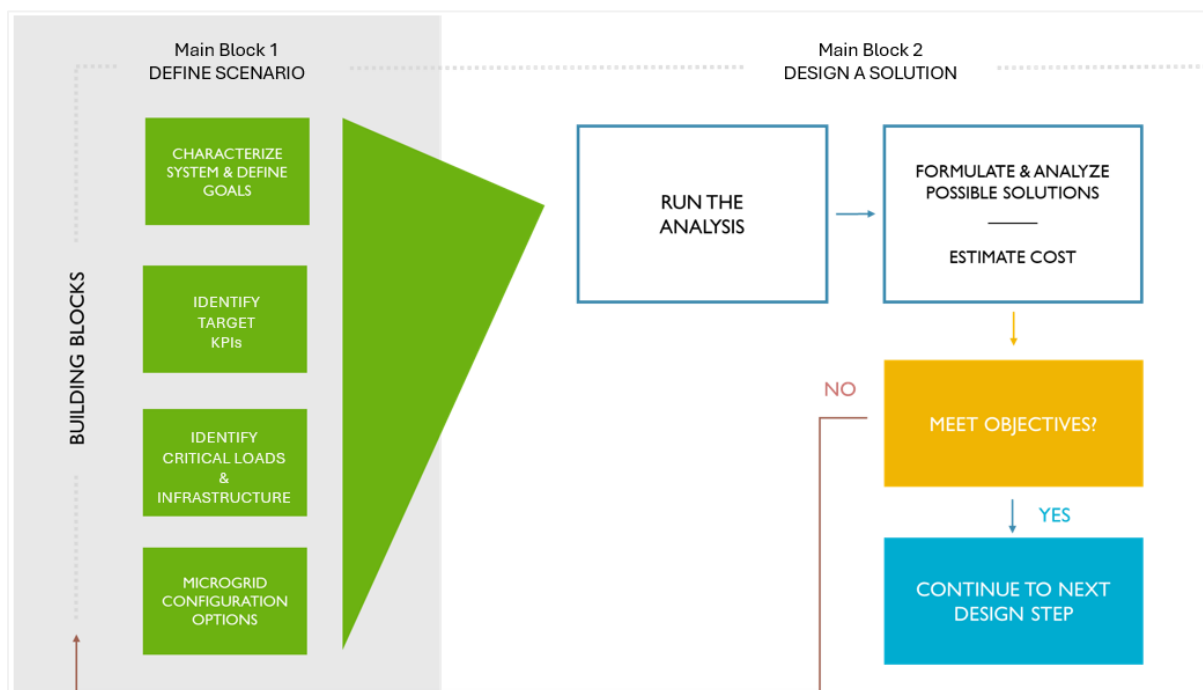 Main Block 1
DEFINE SCENARIO
Main Block 2
DESIGN A SOLUTION
BUILDING BLOCKS
CHARACTERIZE
SYSTEM & DEFINE
GOALS
IDENTIFY
TARGET
KPIs
IDENTIFY
CRITICAL LOADS
&
INFRASTRUCTURE
MICROGRID
CONFIGURATION
OPTIONS
RUN THE
ANALYSIS
FORMULATE & ANALYZE
POSSIBLE SOLUTIONS
ESTIMATE COST
NO
MEET OBJECTIVES?
YES
CONTINUE TO NEXT
DESIGN STEP